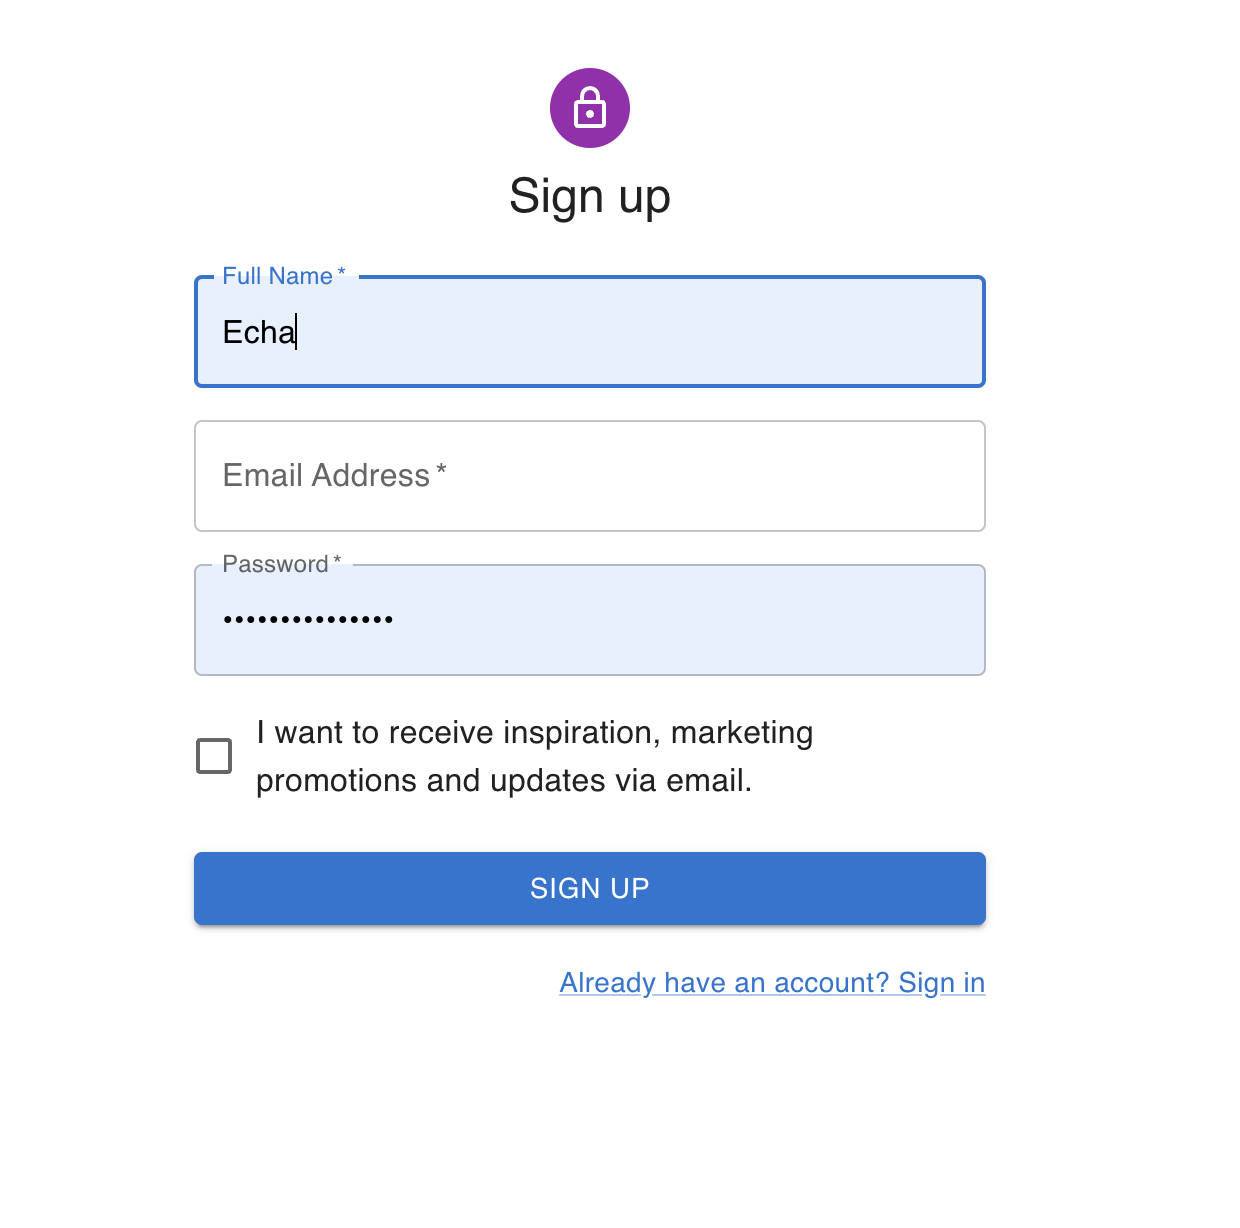 Sign up
Full Name *
Echa
Email Address *
Password *
•••••••••••••••
I want to receive inspiration, marketing
promotions and updates via email.
SIGN UP
Already have an account? Sign in